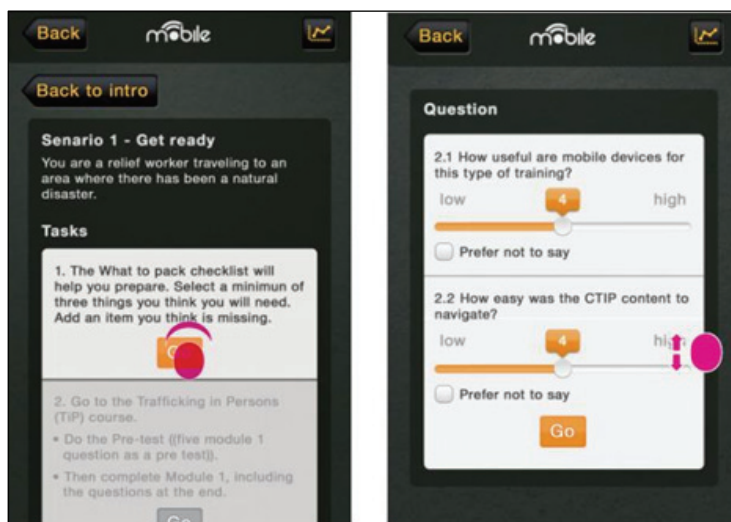 Back
mobile
Back to intro
Senario 1 - Get ready
You are a relief worker traveling to an
area where there has been a natural
disaster.
Tasks
1. The What to pack checklist will
help you prepare. Select a minimun of
three things you think you will need.
Add an item you think is missing.
Go
2. Go to the Trafficking in Persons
(TiP) course.
• Do the Pre-test ((five module 1
question as a pre test)).
• Then complete Module 1, including
the questions at the end.
Go
Back
mobile
Question
2.1 How useful are mobile devices for
this type of training?
low 4 high
Prefer not to say
2.2 How easy was the CTIP content to
navigate?
low 4 high
Prefer not to say
Go